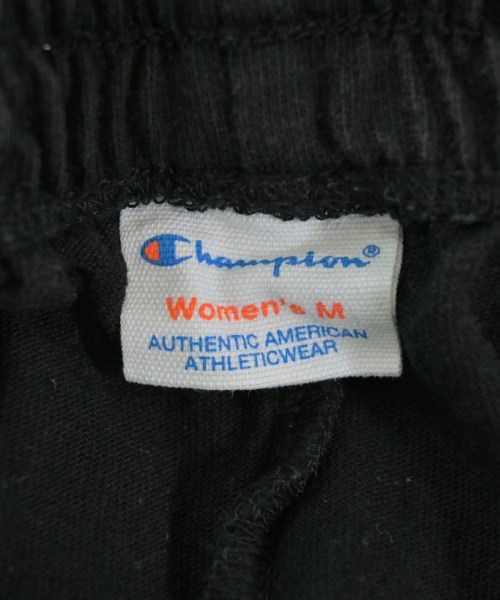 Champion®
Women's M
AUTHENTIC AMERICAN
ATHLETICWEAR